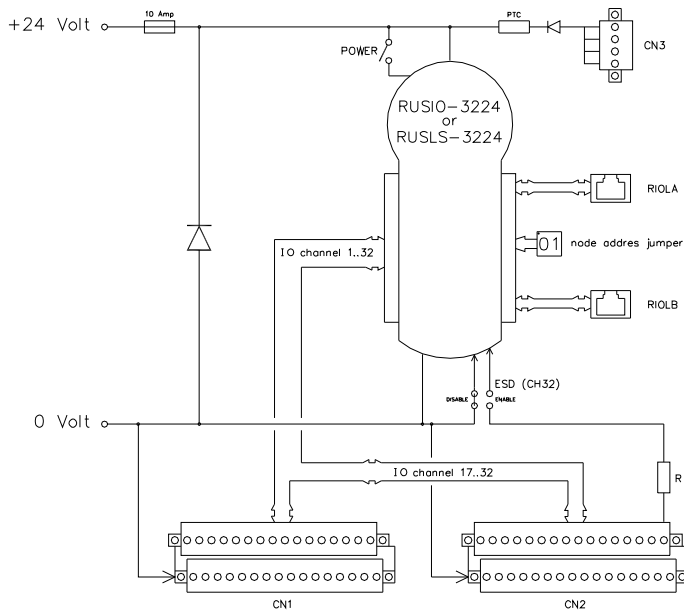 10 Amp
PTC
+24 Volt
CN3
POWER
RUSIO-3224
or
RUSLS-3224
RIOLA
01
node addres jumper
IO channel 1..32
RIOLB
ESD (CH32)
DISABLE
ENABLE
0 Volt
IO channel 17..32
R
CN1
CN2